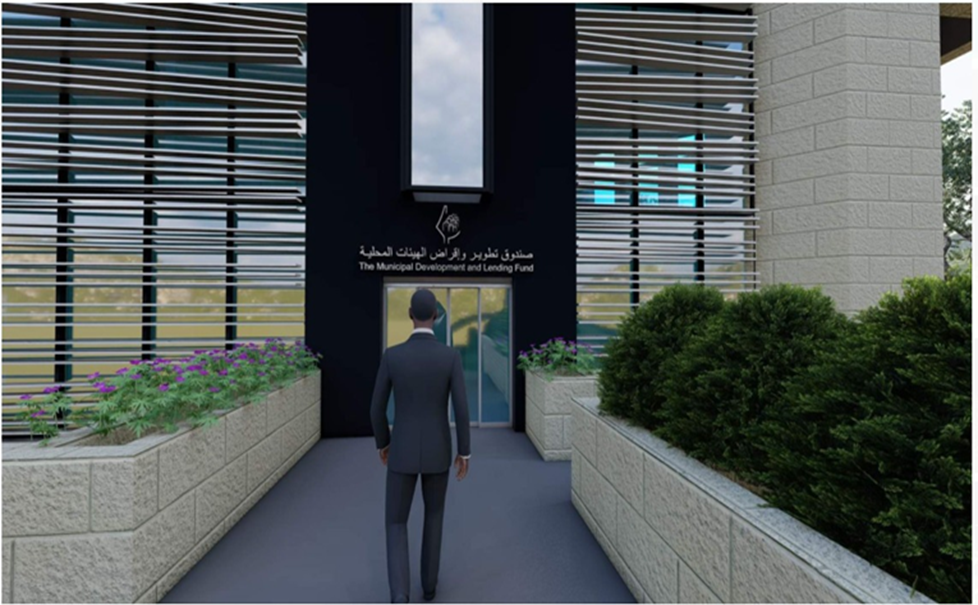 صندوق تطوير وإقراض الهيئات المحلية
The Municipal Development and Lending Fund